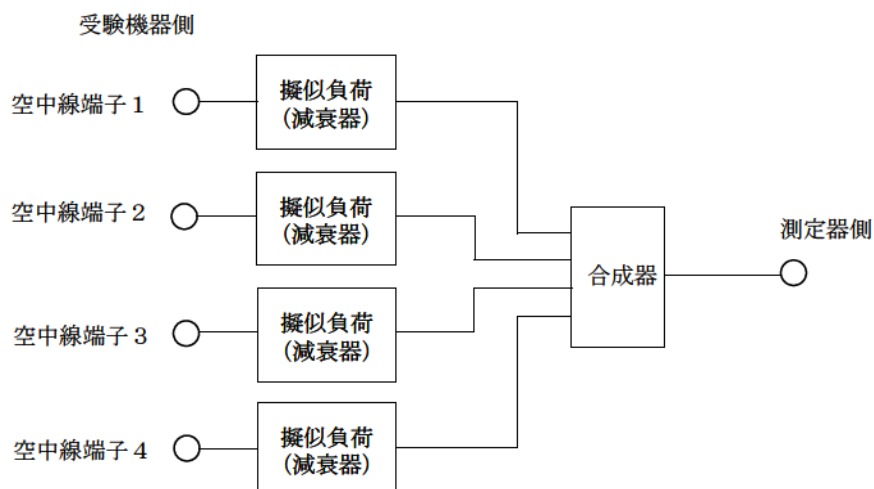 受験機器側
空中線端子1
擬似負荷
(減衰器)
空中線端子2
擬似負荷
(減衰器)
合成器
測定器側
空中線端子3
擬似負荷
(減衰器)
空中線端子4
擬似負荷
(減衰器)